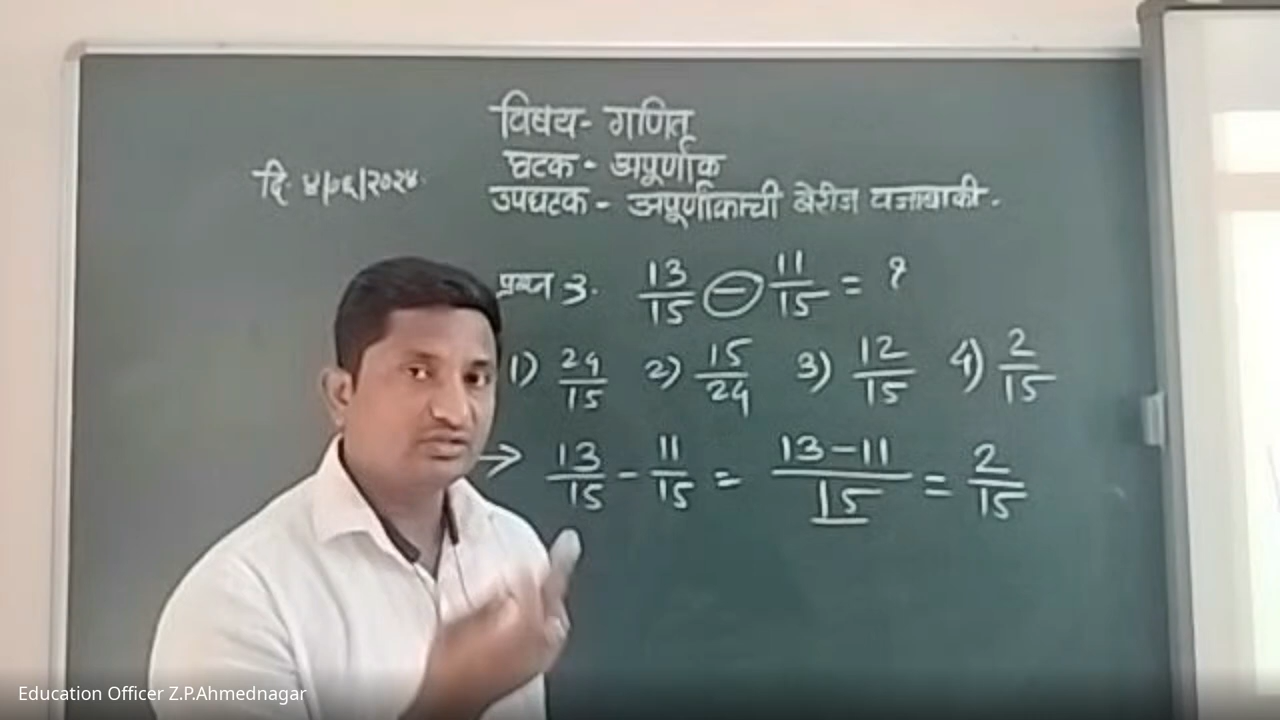 विषय - गणित
घटक - अपूर्णांक
दि. ४/०६/२०२४
उपघटक - अपूर्णांकाची बेरीज वजाबाकी.
प्रश्न 3. 13/15 - 11/15 = ?
1) 24/15 2) 15/24 3) 12/15 4) 2/15
→ 13/15 - 11/15 = 13-11/15 = 2/15
Education Officer Z.P.Ahmednagar